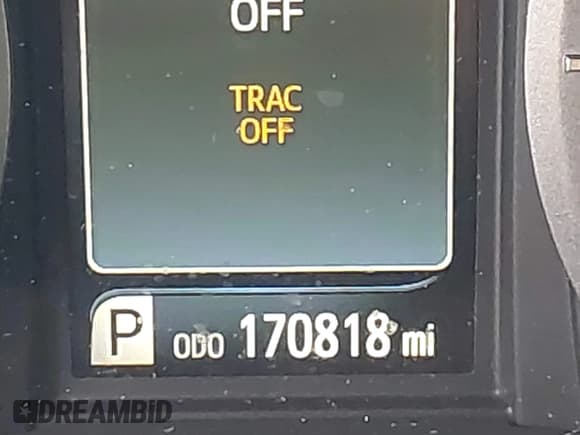 OFF
TRAC
OFF
P ODO 170818 mi
DREAMBID